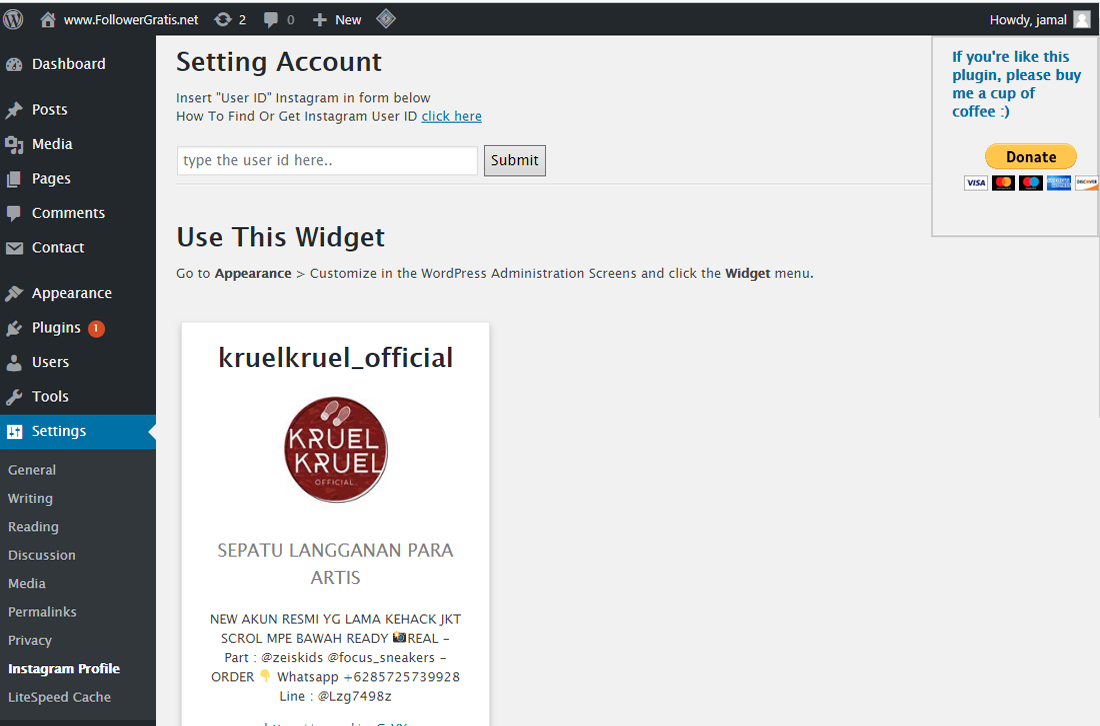 www.FollowerGratis.net 2 0 New Howdy, jamal
Dashboard
Posts
Media
Pages
Comments
Contact
Appearance
Plugins 1
Users
Tools
Settings
General
Writing
Reading
Discussion
Media
Permalinks
Privacy
Instagram Profile
LiteSpeed Cache
Setting Account
Insert "User ID" Instagram in form below
How To Find Or Get Instagram User ID click here
type the user id here.. Submit
Use This Widget
Go to Appearance > Customize in the WordPress Administration Screens and click the Widget menu.
kruelkruel_official
KRUEL
KRUEL
OFFICIAL
SEPATU LANGGANAN PARA
ARTIS
NEW AKUN RESMI YG LAMA KEHACK JKT
SCROL MPE BAWAH READY 📸REAL –
Part : @zeiskids @focus_sneakers –
ORDER 👇 Whatsapp +6285725739928
Line : @Lzg7498z
If you're like this
plugin, please buy
me a cup of
coffee :)
Donate
VISA
DISCOVER